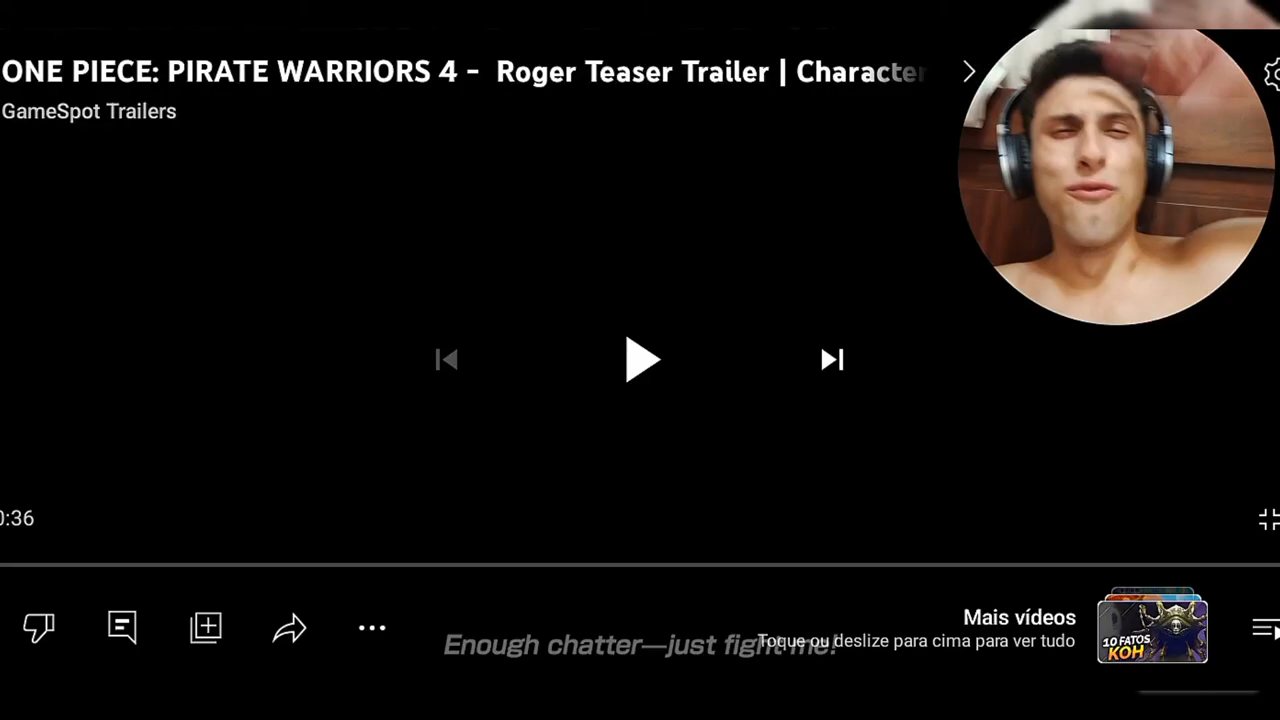 ONE PIECE: PIRATE WARRIORS 4 - Roger Teaser Trailer | Character
GameSpot Trailers
0:36
Mais vídeos
Toque ou deslize para cima para ver tudo
Enough chatter—just fight me!
10 FATOS
KOH